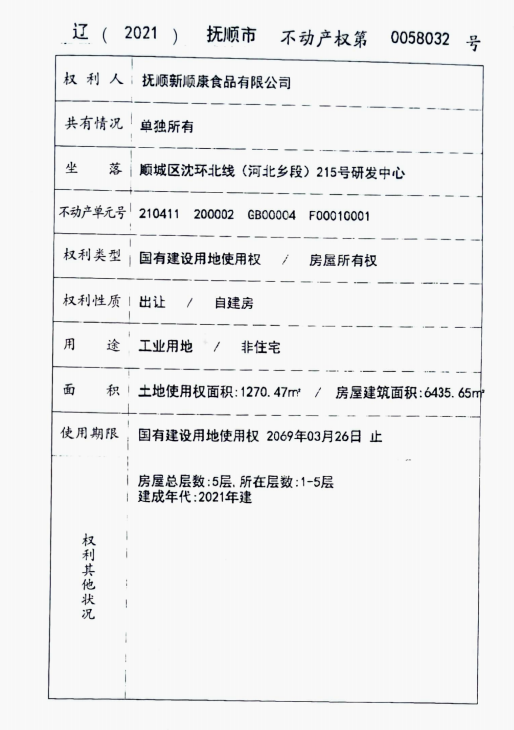 辽 ( 2021 ) 抚顺市 不动产权第 0058032 号
权利人 抚顺新顺康食品有限公司
共有情况 单独所有
坐落 顺城区沈环北线（河北乡段）215号研发中心
不动产单元号 210411 200002 GB00004 F00010001
权利类型 国有建设用地使用权 / 房屋所有权
权利性质 出让 / 自建房
用途 工业用地 / 非住宅
面积 土地使用权面积:1270.47㎡ / 房屋建筑面积:6435.65㎡
使用期限 国有建设用地使用权 2069年03月26日 止
权利其他状况
房屋总层数:5层,所在层数:1-5层
建成年代:2021年建